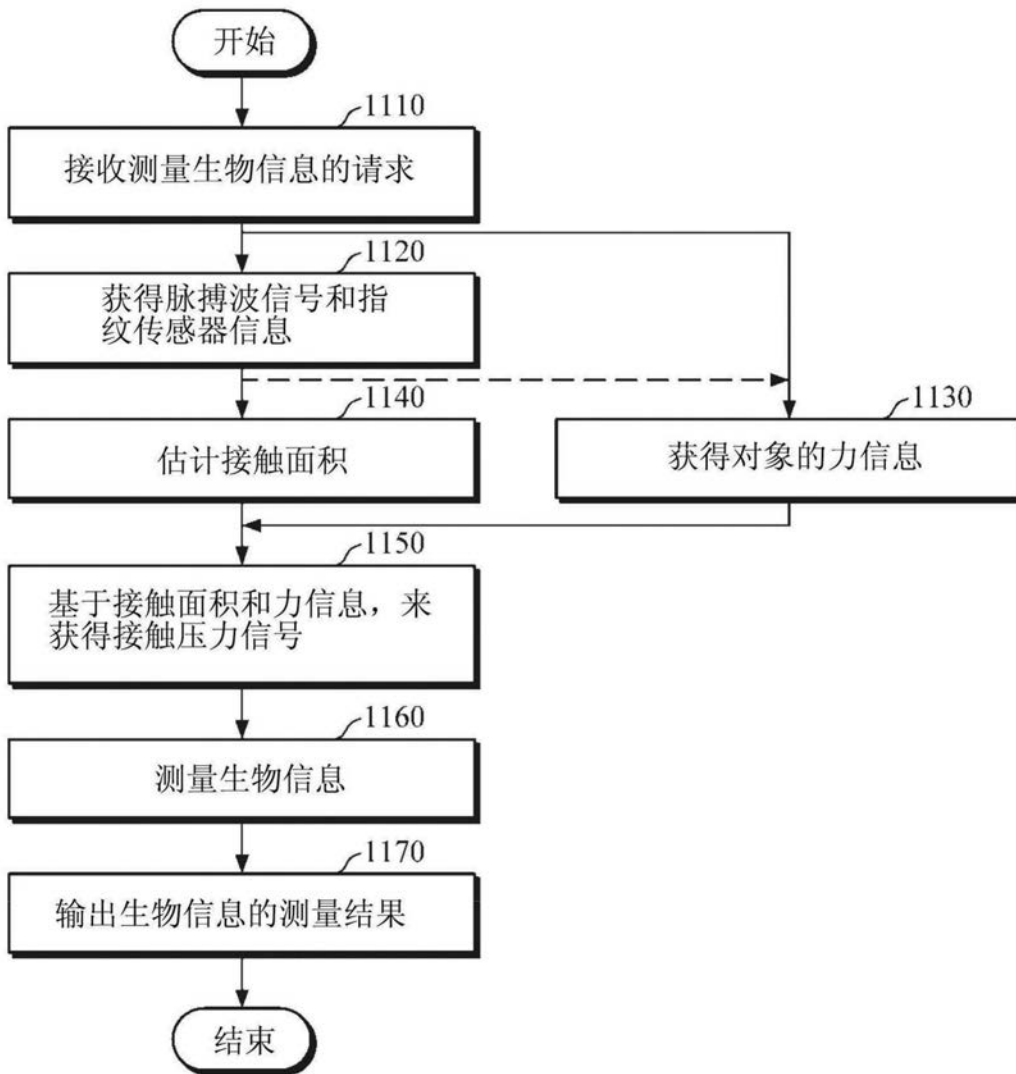 开始
1110
接收测量生物信息的请求
1120
获得脉搏波信号和指
纹传感器信息
1140
估计接触面积
1130
获得对象的力信息
1150
基于接触面积和力信息，来
获得接触压力信号
1160
测量生物信息
1170
输出生物信息的测量结果
结束